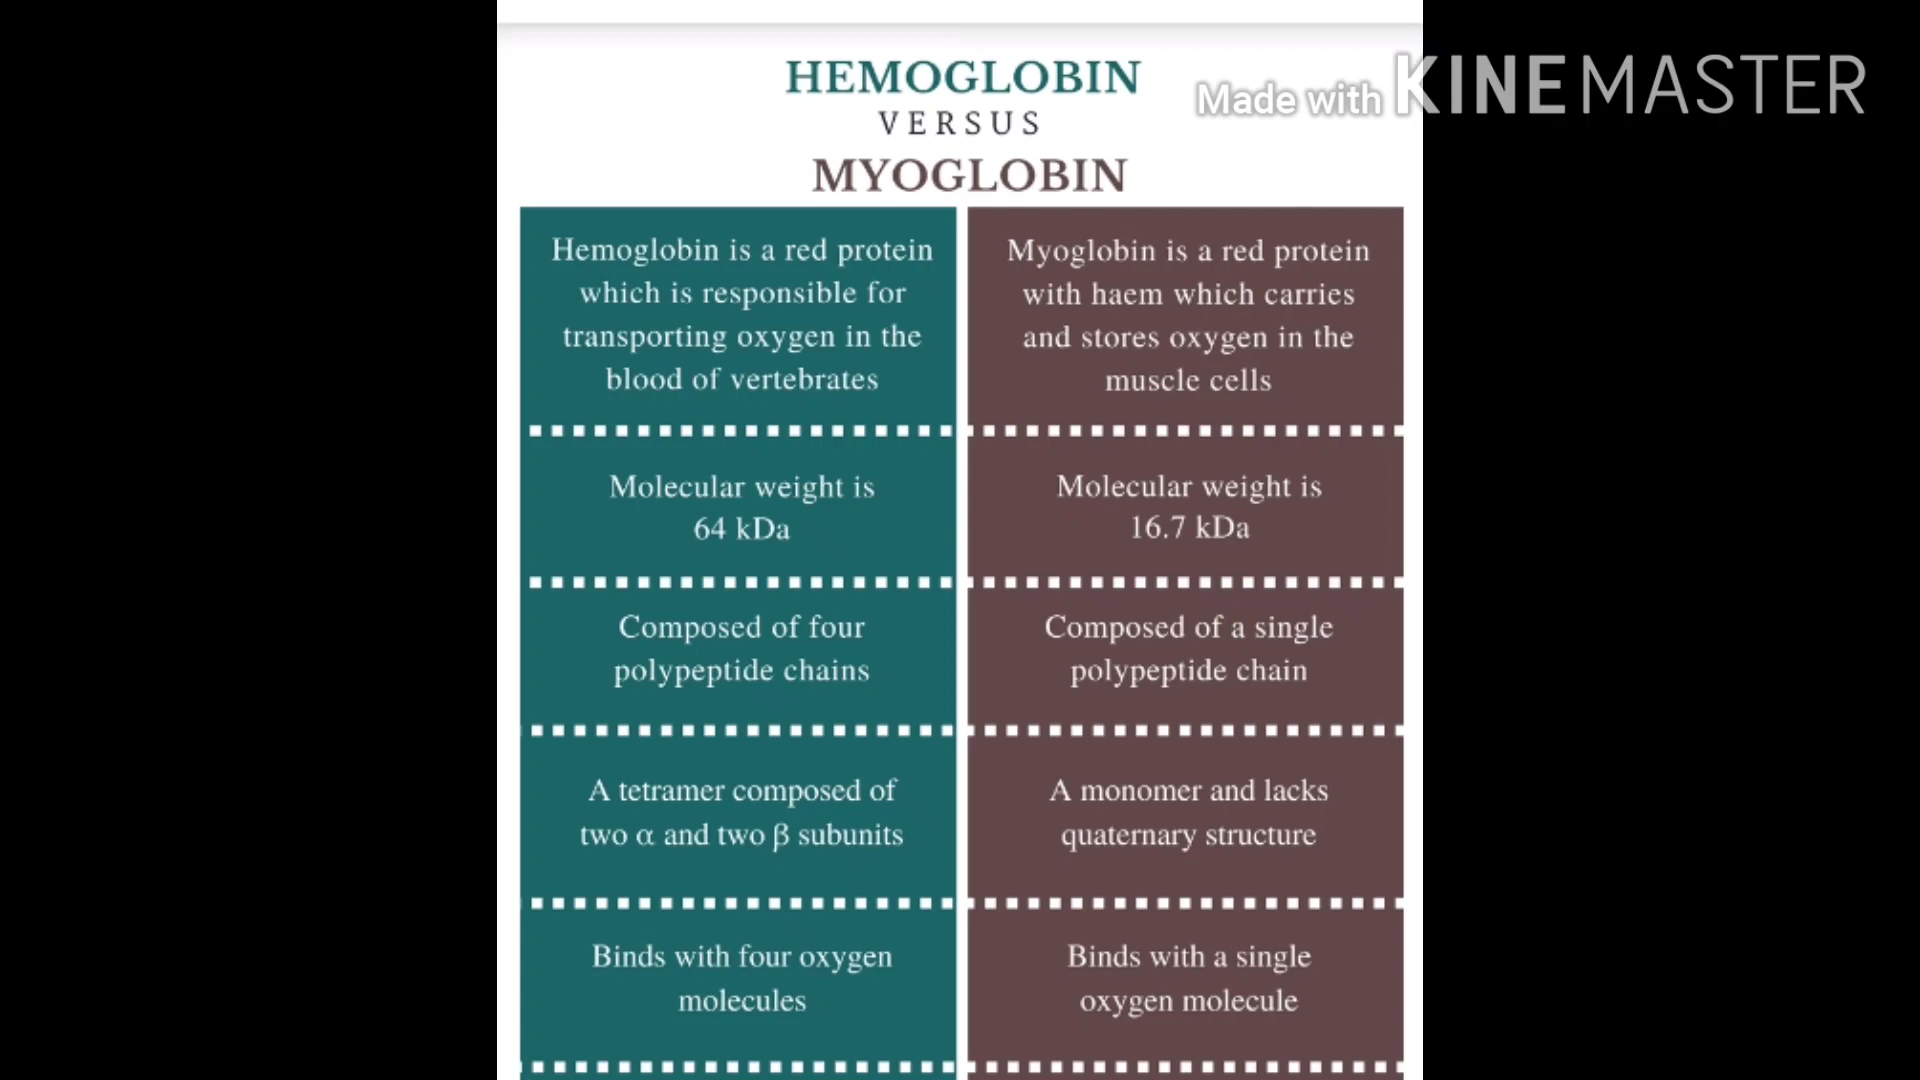 HEMOGLOBIN
VERSUS
MYOGLOBIN
Made with KINEMASTER
Hemoglobin is a red protein
which is responsible for
transporting oxygen in the
blood of vertebrates
Myoglobin is a red protein
with haem which carries
and stores oxygen in the
muscle cells
Molecular weight is
64 kDa
Molecular weight is
16.7 kDa
Composed of four
polypeptide chains
Composed of a single
polypeptide chain
A tetramer composed of
two α and two β subunits
A monomer and lacks
quaternary structure
Binds with four oxygen
molecules
Binds with a single
oxygen molecule